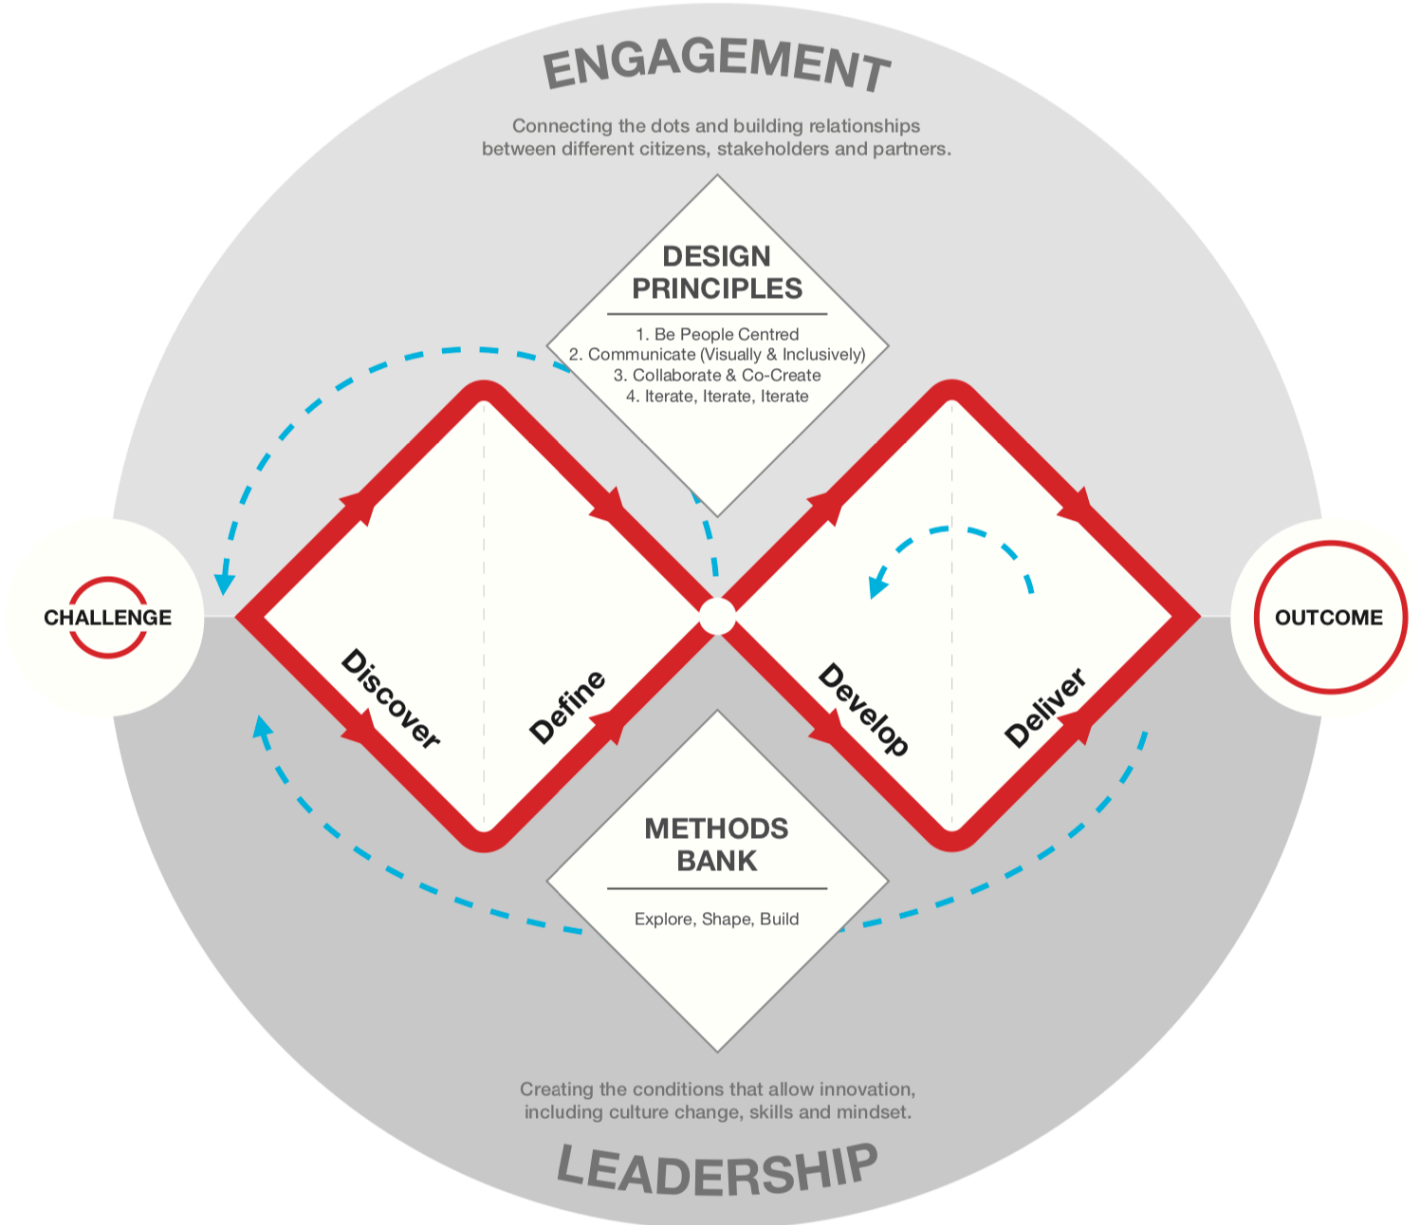 ENGAGEMENT
Connecting the dots and building relationships
between different citizens, stakeholders and partners.
DESIGN
PRINCIPLES
1. Be People Centred
2. Communicate (Visually & Inclusively)
3. Collaborate & Co-Create
4. Iterate, Iterate, Iterate
CHALLENGE
OUTCOME
Discover
Define
Develop
Deliver
METHODS
BANK
Explore, Shape, Build
Creating the conditions that allow innovation,
including culture change, skills and mindset.
LEADERSHIP